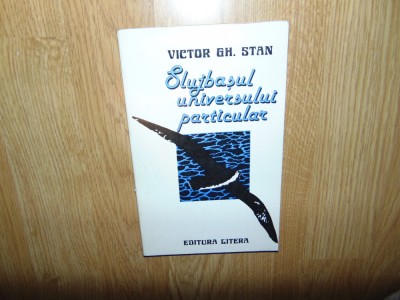 VICTOR GH. STAN
Slujbașul
universului
particular
EDITURA LITERA